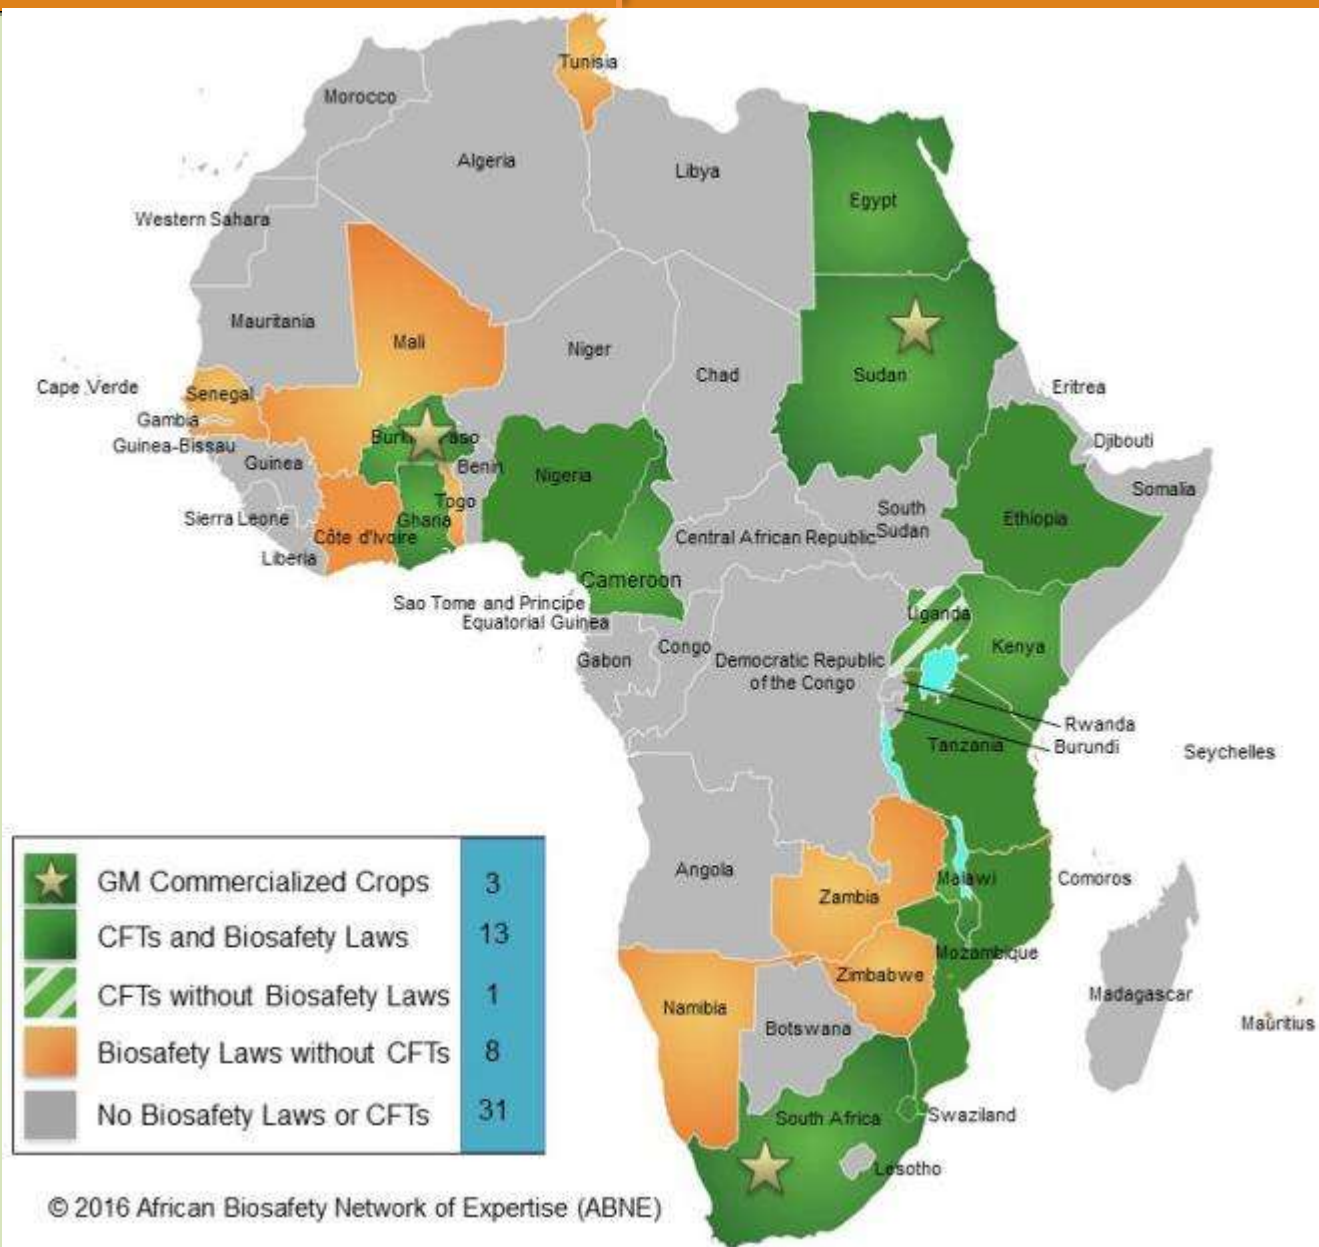 Tunisia
Morocco
Algeria
Libya
Egypt
Western Sahara
Mauritania
Mali
Niger
Chad
Sudan
Cape Verde
Senegal
Eritrea
Gambia
Burki aso
Djibouti
Guinea-Bissau
Guinea
Benin
Nigeria
Somalia
Togo
South
Sudan
Sierra Leone
Ghana
Ethiopia
Côte d'Ivoire
Central African Republic
Liberia
Cameroon
Sao Tome and Principe
Equatorial Guinea
Uganda
Kenya
Gabon
Congo
Democratic Republic
of the Congo
Rwanda
Burundi
Tanzania
Seychelles
Angola
Malawi
Comoros
Zambia
Mozambique
Zimbabwe
Madagascar
Namibia
Botswana
Mauritius
South Africa
Swaziland
Lesotho
GM Commercialized Crops 3
CFTs and Biosafety Laws 13
CFTs without Biosafety Laws 1
Biosafety Laws without CFTs 8
No Biosafety Laws or CFTs 31
© 2016 African Biosafety Network of Expertise (ABNE)